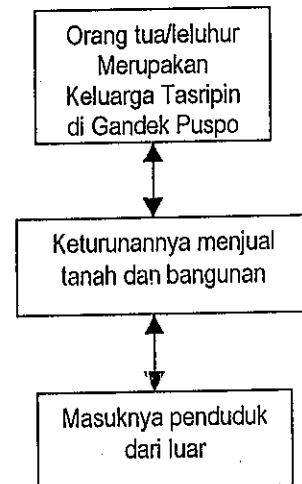 Orang tua/leluhur
Merupakan
Keluarga Tasripin
di Gandek Puspo
Keturunannya menjual
tanah dan bangunan
Masuknya penduduk
dari luar